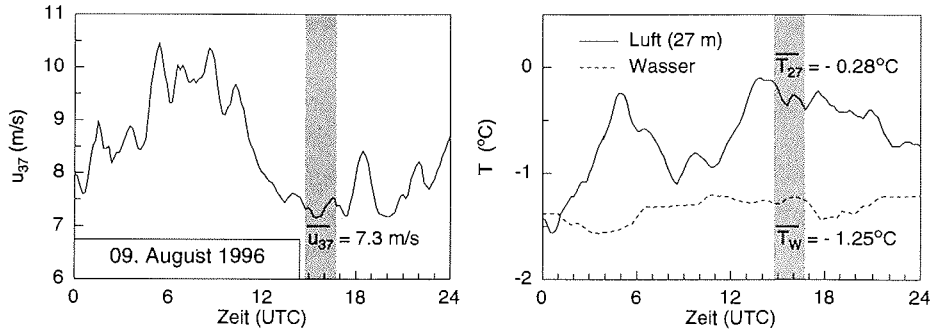 11
10
9
8
7
6
u37 (m/s)
u37 = 7.3 m/s
09. August 1996
0 6 12 18 24
Zeit (UTC)
0
-1
-2
T (°C)
Luft (27 m)
Wasser
T27 = - 0.28°C
TW = - 1.25°C
0 6 12 18 24
Zeit (UTC)